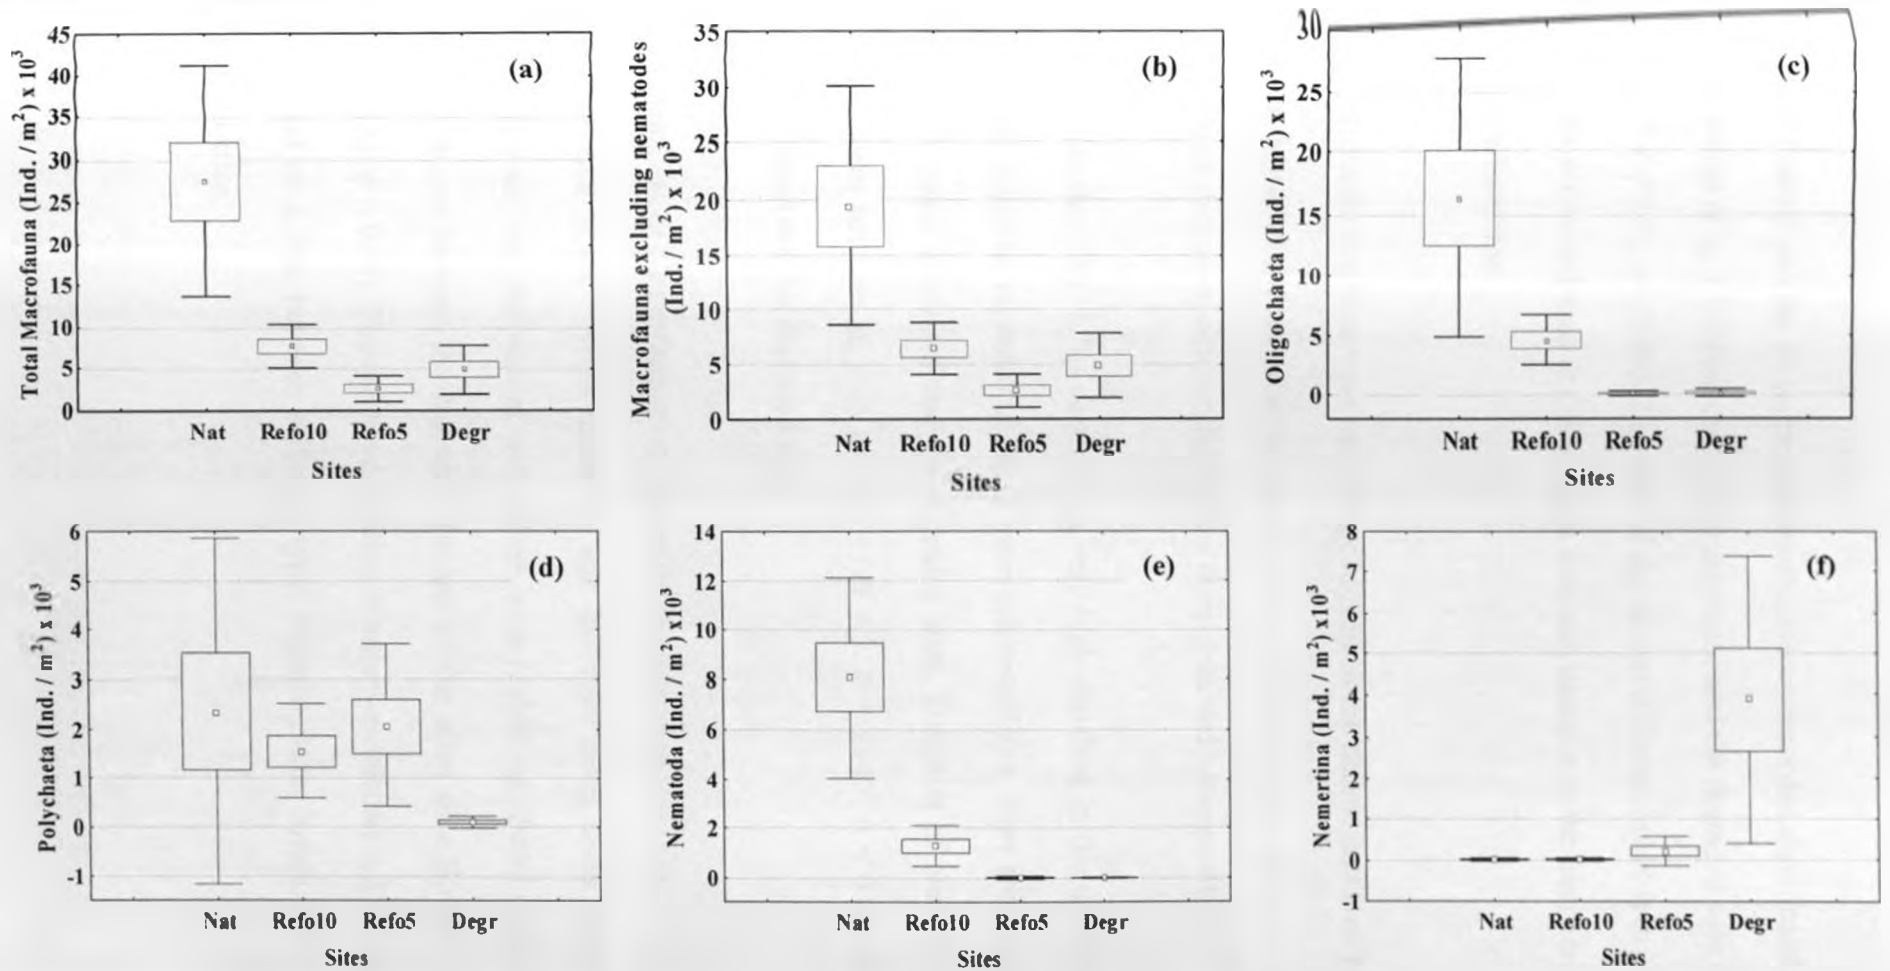 Total Macrofauna (Ind. / m²) x 10³
45
40
35
30
25
20
15
10
5
0
(a)
Nat Refo10 Refo5 Degr
Sites
Macrofauna excluding nematodes
(Ind. / m²) x 10³
35
30
25
20
15
10
5
0
(b)
Nat Refo10 Refo5 Degr
Sites
Oligochaeta (Ind. / m²) x 10³
30
25
20
15
10
5
0
(c)
Nat Refo10 Refo5 Degr
Sites
Polychaeta (Ind. / m²) x 10³
6
5
4
3
2
1
0
-1
(d)
Nat Refo10 Refo5 Degr
Sites
Nematoda (Ind. / m²) x10³
14
12
10
8
6
4
2
0
(e)
Nat Refo10 Refo5 Degr
Sites
Nemertina (Ind. / m²) x10³
8
7
6
5
4
3
2
1
0
-1
(f)
Nat Refo10 Refo5 Degr
Sites